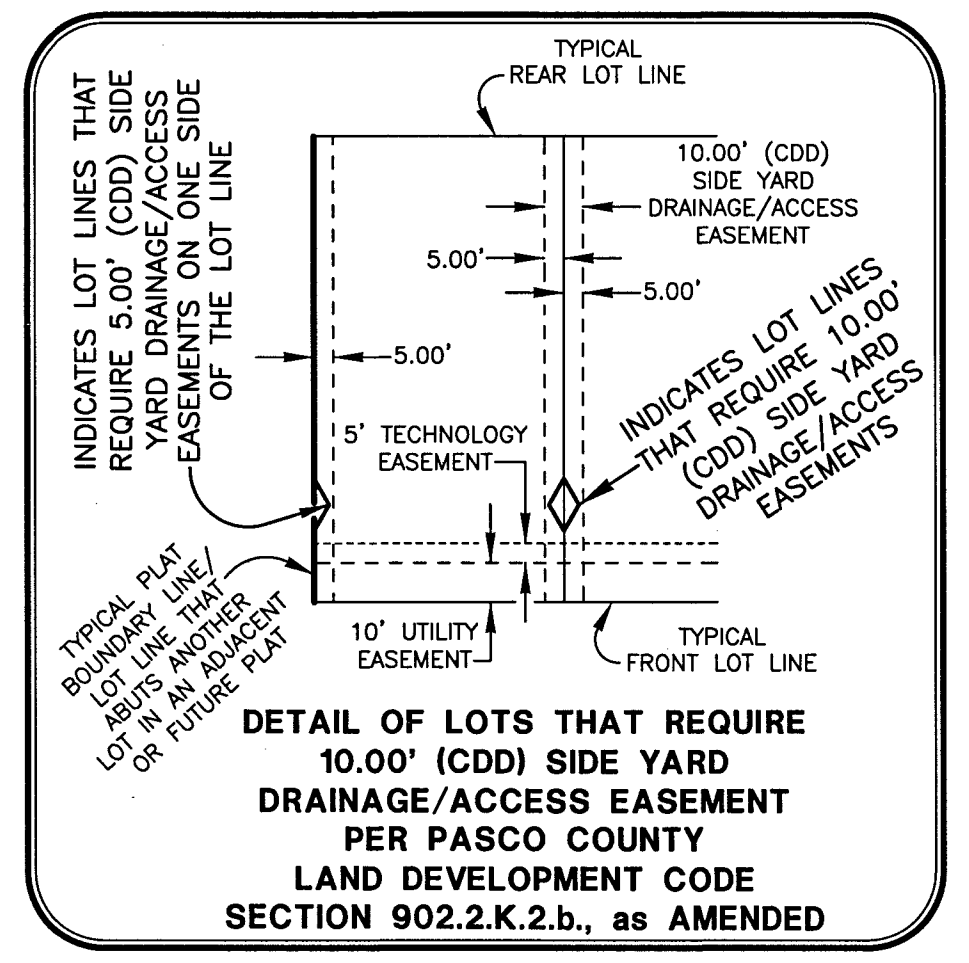 TYPICAL
REAR LOT LINE
INDICATES LOT LINES THAT
REQUIRE 5.00' (CDD) SIDE
YARD DRAINAGE/ACCESS
EASEMENTS ON ONE SIDE
OF THE LOT LINE
10.00' (CDD)
SIDE YARD
DRAINAGE/ACCESS
EASEMENT
5.00'
5.00'
5.00'
INDICATES LOT LINES
THAT REQUIRE 10.00'
(CDD) SIDE YARD
DRAINAGE/ACCESS
EASEMENTS
5' TECHNOLOGY
EASEMENT
TYPICAL PLAT
BOUNDARY LINE/
LOT LINE THAT
ABUTS ANOTHER
LOT IN AN ADJACENT
OR FUTURE PLAT
10' UTILITY
EASEMENT
TYPICAL
FRONT LOT LINE
DETAIL OF LOTS THAT REQUIRE
10.00' (CDD) SIDE YARD
DRAINAGE/ACCESS EASEMENT
PER PASCO COUNTY
LAND DEVELOPMENT CODE
SECTION 902.2.K.2.b., as AMENDED